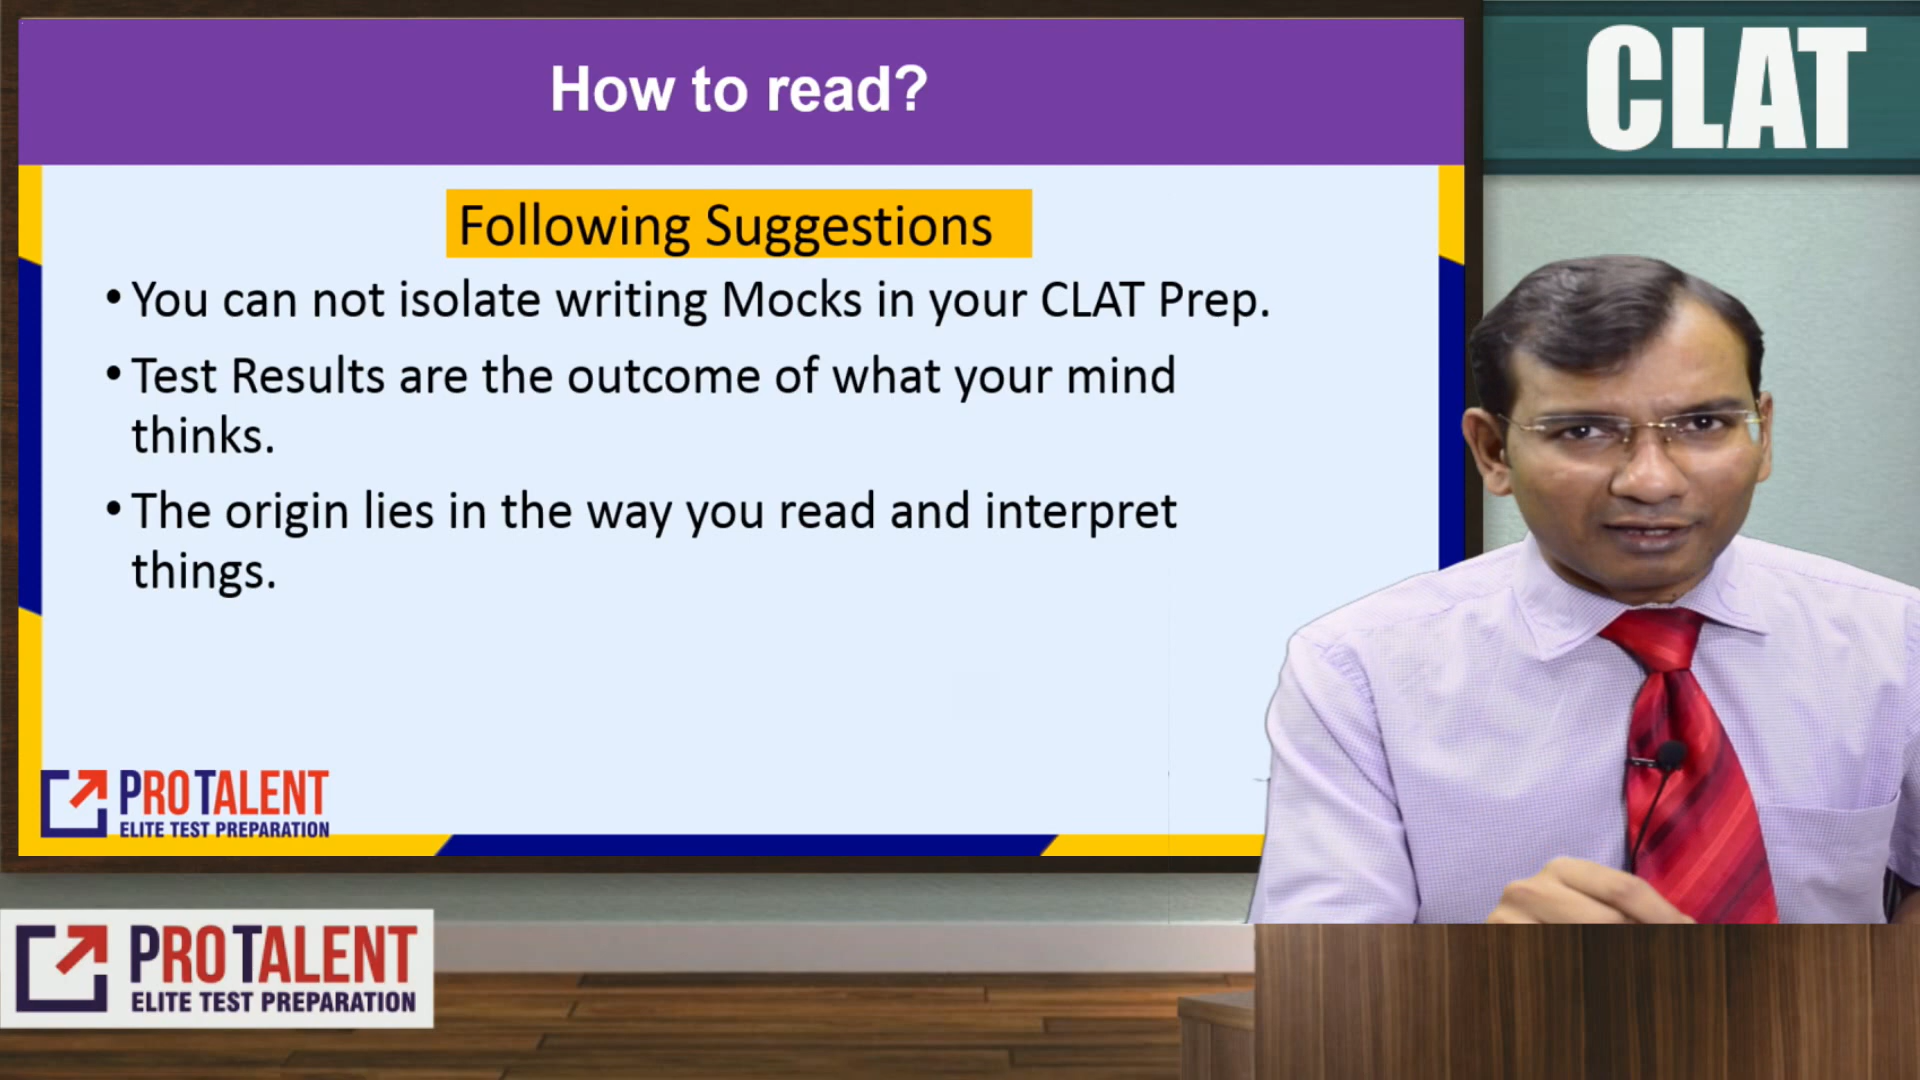 How to read?
CLAT
Following Suggestions
• You can not isolate writing Mocks in your CLAT Prep.
• Test Results are the outcome of what your mind
thinks.
• The origin lies in the way you read and interpret
things.
PROTALENT
ELITE TEST PREPARATION
PROTALENT
ELITE TEST PREPARATION